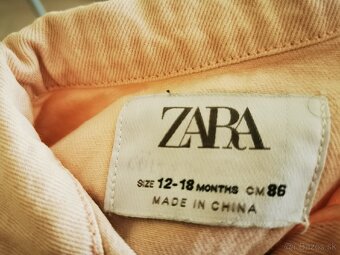 ZARA
SIZE 12-18 MONTHS CM 86
MADE IN CHINA